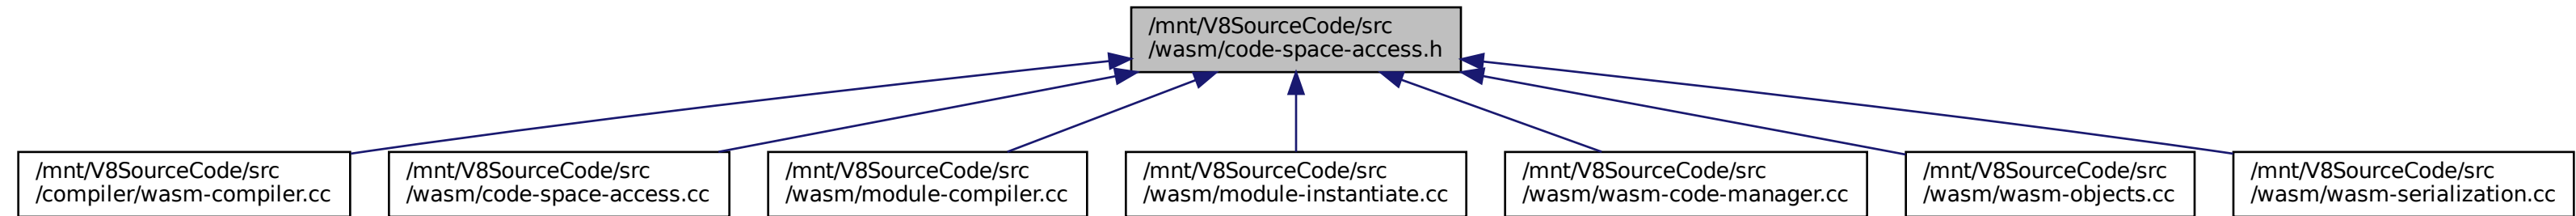 /mnt/V8SourceCode/src
/wasm/code-space-access.h
/mnt/V8SourceCode/src
/compiler/wasm-compiler.cc
/mnt/V8SourceCode/src
/wasm/code-space-access.cc
/mnt/V8SourceCode/src
/wasm/module-compiler.cc
/mnt/V8SourceCode/src
/wasm/module-instantiate.cc
/mnt/V8SourceCode/src
/wasm/wasm-code-manager.cc
/mnt/V8SourceCode/src
/wasm/wasm-objects.cc
/mnt/V8SourceCode/src
/wasm/wasm-serialization.cc